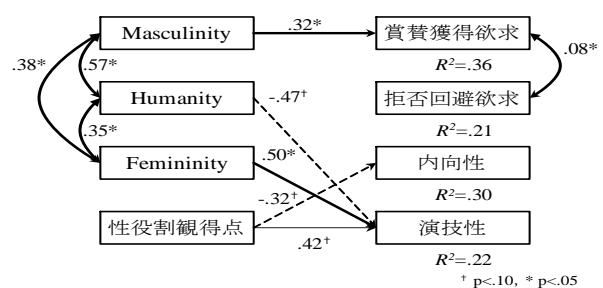 Masculinity
.32*
賞賛獲得欲求
.38*
.57*
R²=.36
.08*
Humanity
-.47†
拒否回避欲求
.35*
R²=.21
Femininity
.50*
内向性
-.32†
R²=.30
性役割観得点
.42†
演技性
R²=.22
† p<.10, * p<.05